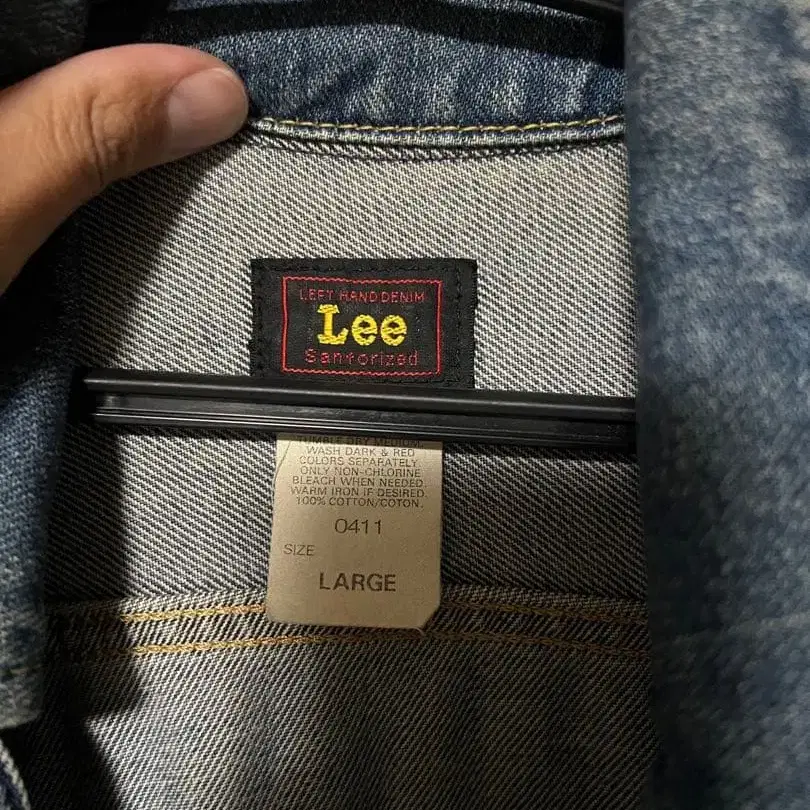 LEFT HAND DENIM
Lee
Sanforized
TUMBLE DRY MEDIUM.
WASH DARK & RED
COLORS SEPARATELY
ONLY NON-CHLORINE
BLEACH WHEN NEEDED.
WARM IRON IF DESIRED.
100% COTTON/COTON.
0411
SIZE
LARGE